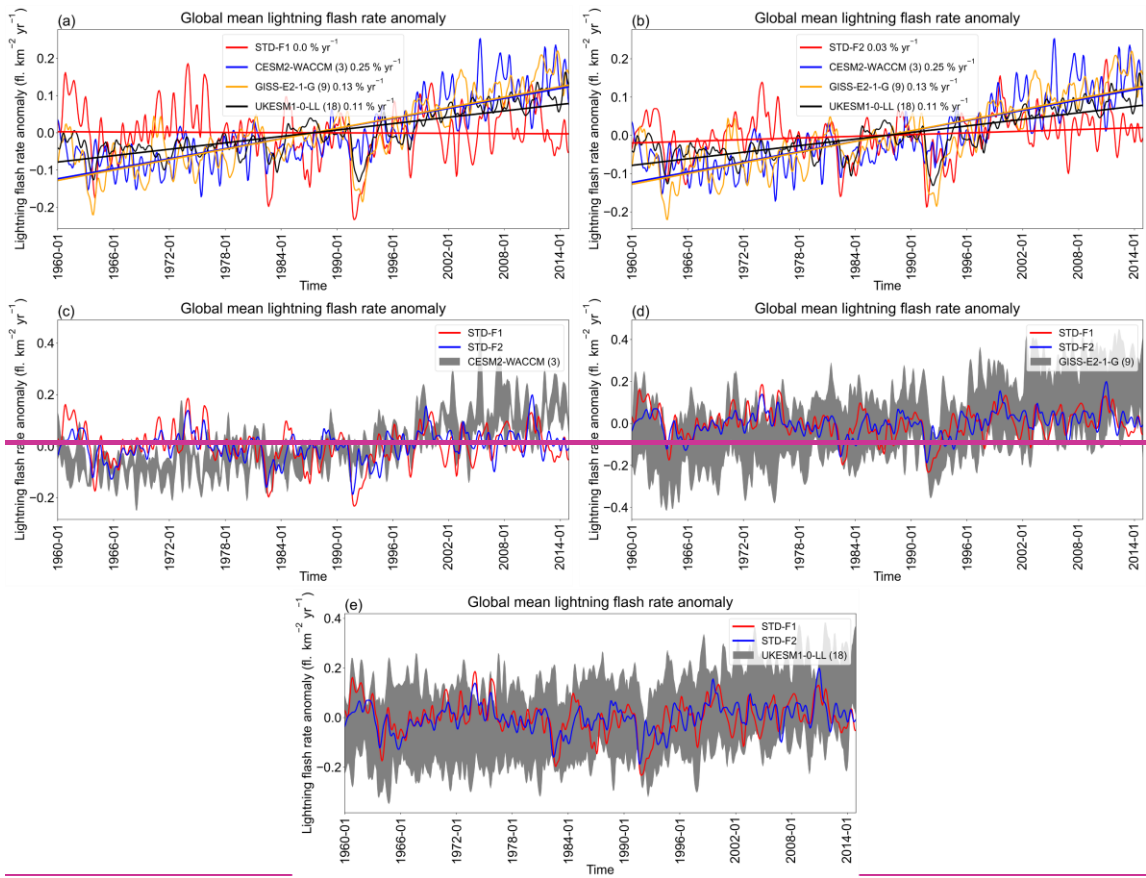 (a) Global mean lightning flash rate anomaly
Lightning flash rate anomaly (fl. km⁻² yr⁻¹)
STD-F1 0.0 % yr⁻¹
CESM2-WACCM (3) 0.25 % yr⁻¹
GISS-E2-1-G (9) 0.13 % yr⁻¹
UKESM1-0-LL (18) 0.11 % yr⁻¹
0.2
0.1
0.0
−0.1
−0.2
1960-01 1966-01 1972-01 1978-01 1984-01 1990-01 1996-01 2002-01 2008-01 2014-01
Time
(b) Global mean lightning flash rate anomaly
Lightning flash rate anomaly (fl. km⁻² yr⁻¹)
STD-F2 0.03 % yr⁻¹
CESM2-WACCM (3) 0.25 % yr⁻¹
GISS-E2-1-G (9) 0.13 % yr⁻¹
UKESM1-0-LL (18) 0.11 % yr⁻¹
0.2
0.1
0.0
−0.1
−0.2
1960-01 1966-01 1972-01 1978-01 1984-01 1990-01 1996-01 2002-01 2008-01 2014-01
Time
(c) Global mean lightning flash rate anomaly
Lightning flash rate anomaly (fl. km⁻² yr⁻¹)
STD-F1
STD-F2
CESM2-WACCM (3)
0.4
0.2
0.0
−0.2
1960-01 1966-01 1972-01 1978-01 1984-01 1990-01 1996-01 2002-01 2008-01 2014-01
Time
(d) Global mean lightning flash rate anomaly
Lightning flash rate anomaly (fl. km⁻² yr⁻¹)
STD-F1
STD-F2
GISS-E2-1-G (9)
0.4
0.2
0.0
−0.2
−0.4
1960-01 1966-01 1972-01 1978-01 1984-01 1990-01 1996-01 2002-01 2008-01 2014-01
Time
(e) Global mean lightning flash rate anomaly
Lightning flash rate anomaly (fl. km⁻² yr⁻¹)
STD-F1
STD-F2
UKESM1-0-LL (18)
0.4
0.2
0.0
−0.2
1960-01 1966-01 1972-01 1978-01 1984-01 1990-01 1996-01 2002-01 2008-01 2014-01
Time